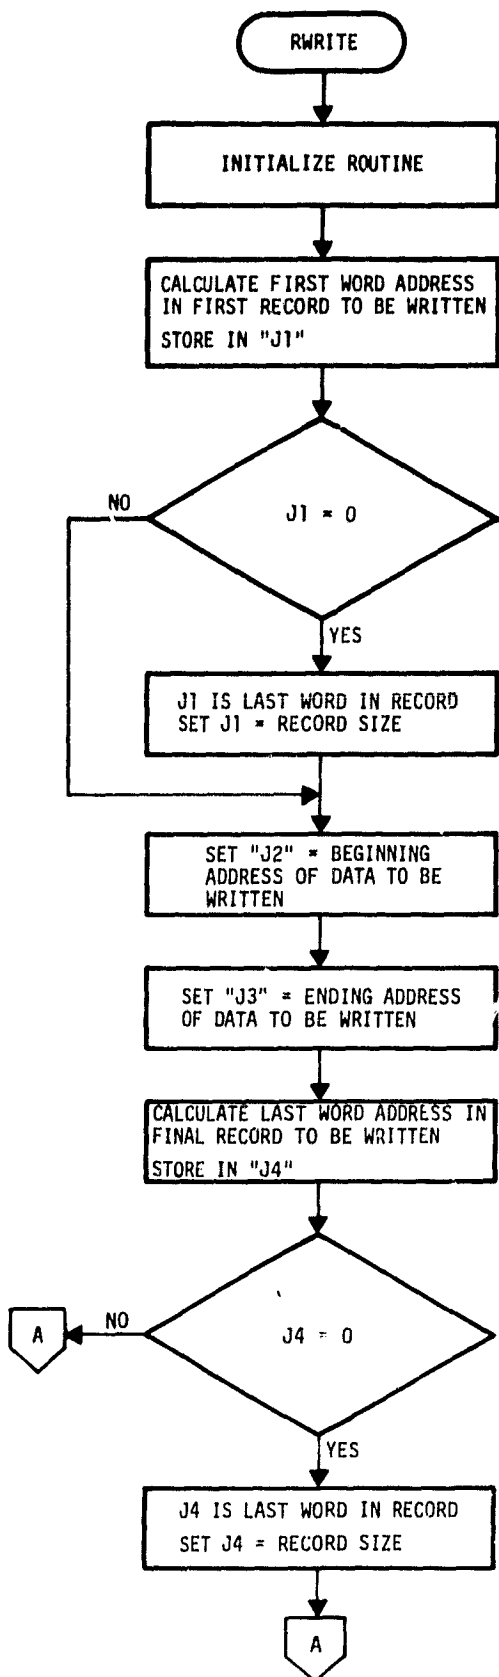 RWRITE
INITIALIZE ROUTINE
CALCULATE FIRST WORD ADDRESS
IN FIRST RECORD TO BE WRITTEN
STORE IN "J1"
J1 = 0
NO
YES
J1 IS LAST WORD IN RECORD
SET J1 = RECORD SIZE
SET "J2" = BEGINNING
ADDRESS OF DATA TO BE
WRITTEN
SET "J3" = ENDING ADDRESS
OF DATA TO BE WRITTEN
CALCULATE LAST WORD ADDRESS IN
FINAL RECORD TO BE WRITTEN
STORE IN "J4"
J4 = 0
NO
A
YES
J4 IS LAST WORD IN RECORD
SET J4 = RECORD SIZE
A